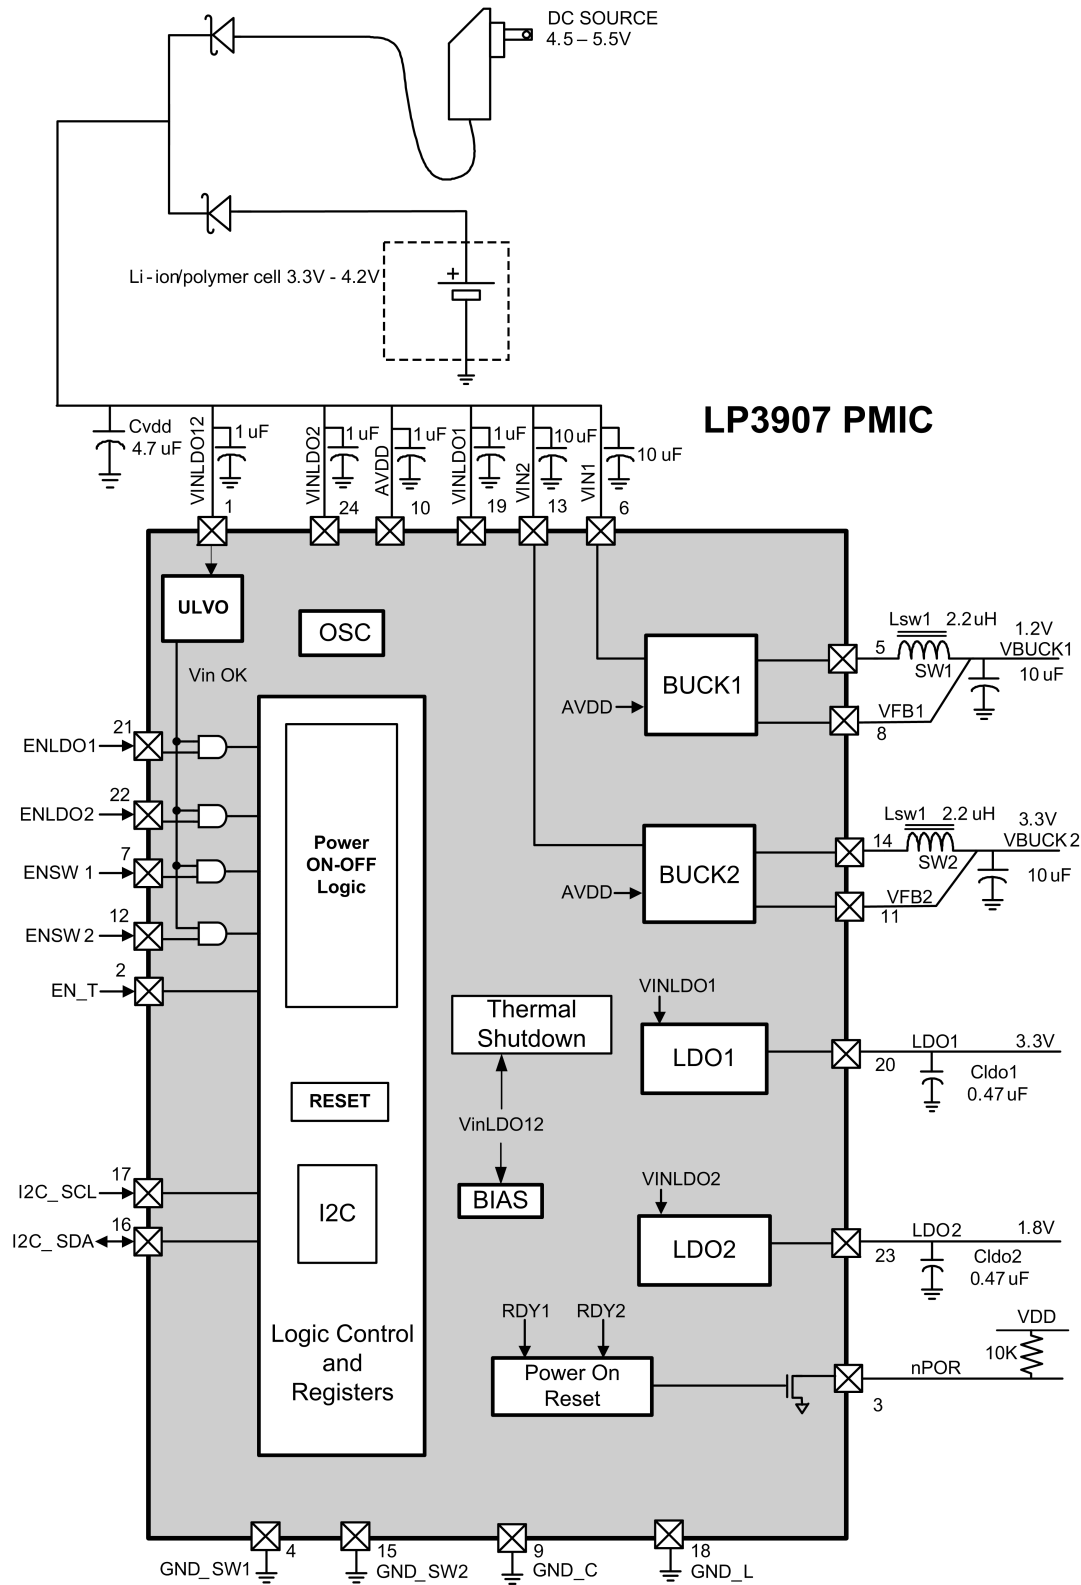 DC SOURCE
4.5 – 5.5V
Li-ion/polymer cell 3.3V - 4.2V
+
LP3907 PMIC
Cvdd
4.7 uF
VINLDO12
1 uF
VINLDO2
1 uF
AVDD
1 uF
VINLDO1
1 uF
VIN2
10 uF
VIN1
10 uF
1
24
10
19
13
6
ULVO
OSC
Vin OK
BUCK1
AVDD
5
Lsw1 2.2uH
SW1
1.2V
VBUCK1
10 uF
VFB1
8
21
ENLDO1
22
ENLDO2
7
ENSW 1
12
ENSW 2
2
EN_T
Power
ON-OFF
Logic
BUCK2
AVDD
14
Lsw1 2.2 uH
SW2
3.3V
VBUCK2
10 uF
VFB2
11
Thermal
Shutdown
VinLDO12
BIAS
VINLDO1
LDO1
20
LDO1
3.3V
Cldo1
0.47 uF
RESET
17
I2C_SCL
16
I2C_SDA
I2C
VINLDO2
LDO2
23
LDO2
1.8V
Cldo2
0.47 uF
Logic Control
and
Registers
RDY1
RDY2
Power On
Reset
VDD
10K
nPOR
3
GND_SW1
4
15
GND_SW2
9
GND_C
18
GND_L